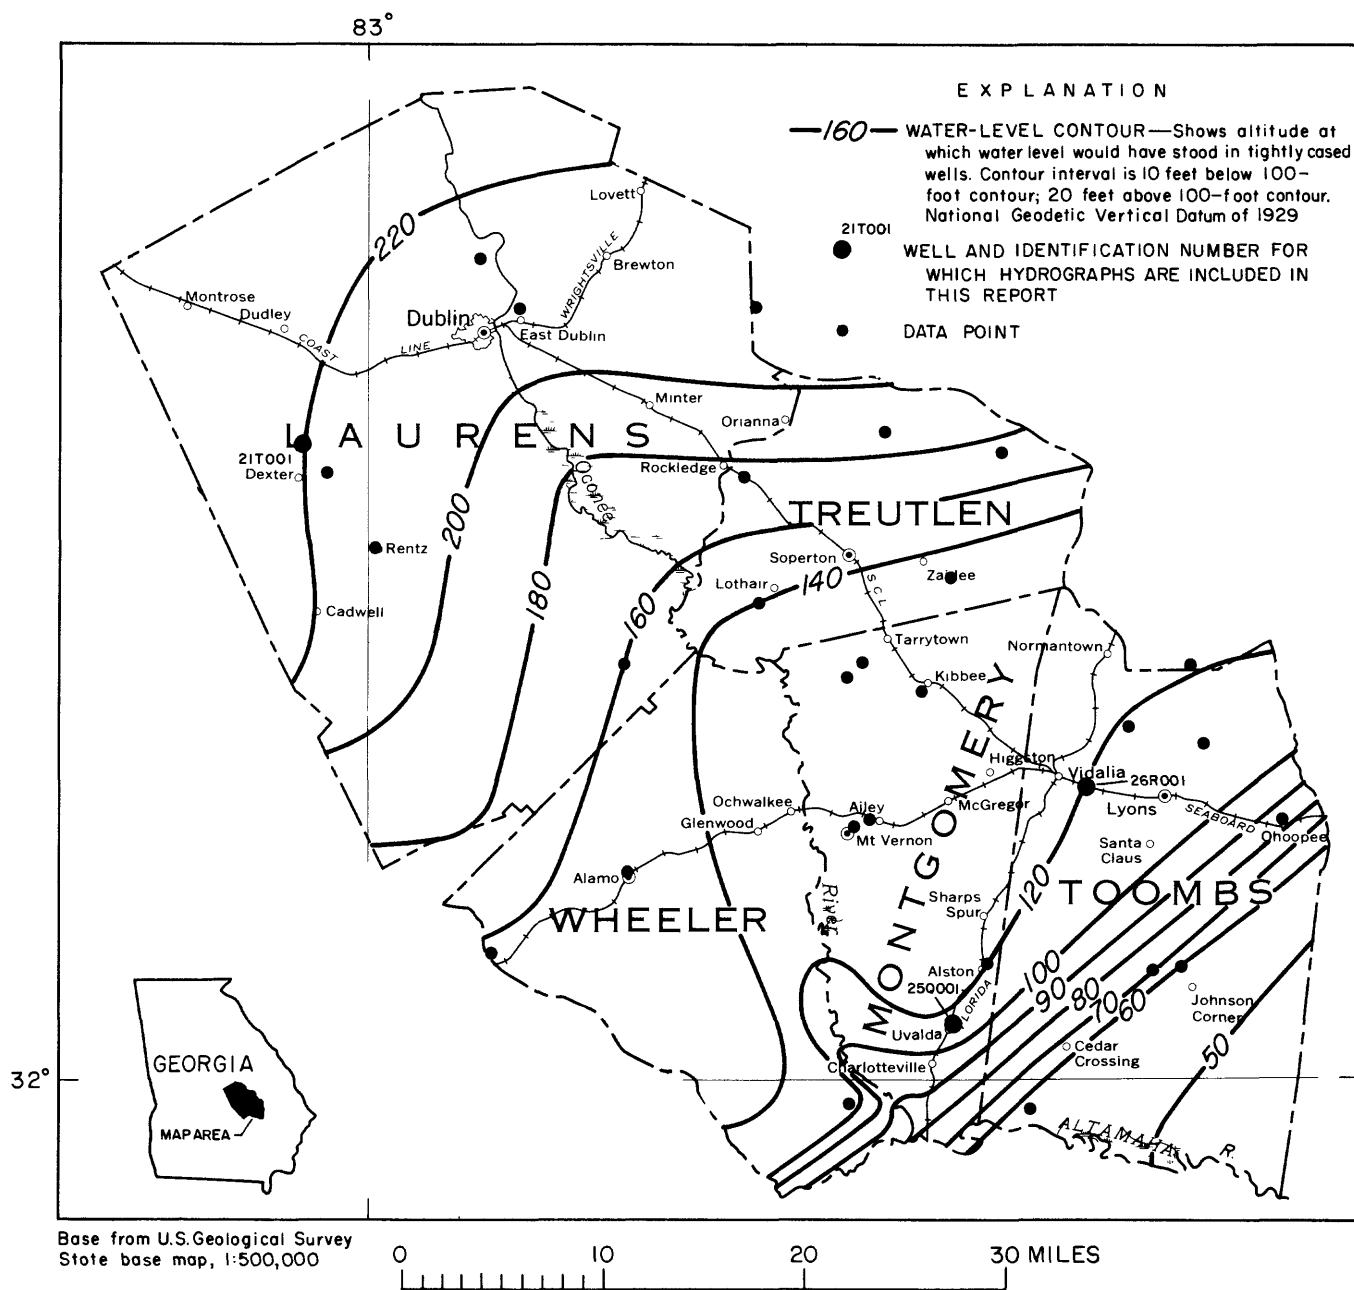 83°
EXPLANATION
160 WATER-LEVEL CONTOUR—Shows altitude at
which water level would have stood in tightly cased
wells. Contour interval is 10 feet below 100-
foot contour; 20 feet above 100-foot contour.
National Geodetic Vertical Datum of 1929
21T001
WELL AND IDENTIFICATION NUMBER FOR
WHICH HYDROGRAPHS ARE INCLUDED IN
THIS REPORT
DATA POINT
Lovett
220
WRIGHTSVILLE
Brewton
Montrose
Dudley
Dublin
East Dublin
COAST
LINE
Minter
Orianna
LAURENS
21T001
Dexter
Rockledge
Oconee
TREUTLEN
200
Rentz
Soperton
Zaidlee
140
Lothair
180
160
S C L
Cadwell
Tarrytown
Normantown
Kibbee
MONTGOMERY
Higgston
Vidalia
26R001
Ochwalkee
Ailey
McGregor
Lyons
SEABOARD
Glenwood
Mt Vernon
Santa
Claus
Ohoopee
Alamo
120
TOOMBS
WHEELER
River
Sharps
Spur
Alston
100
90
80
70
60
25Q001
LORIDA
Johnson
Corner
Uvalda
50
Cedar
Crossing
Charlotteville
GEORGIA
32°
MAP AREA
ALTAMAHA
R.
Base from U.S. Geological Survey
State base map, 1:500,000
0 10 20 30 MILES